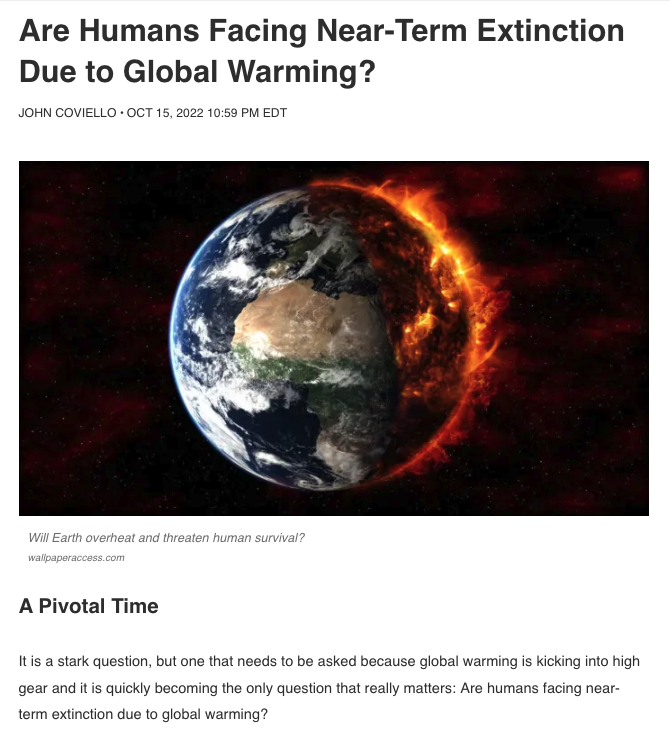 Are Humans Facing Near-Term Extinction
Due to Global Warming?
JOHN COVIELLO • OCT 15, 2022 10:59 PM EDT
Will Earth overheat and threaten human survival?
wallpaperaccess.com
A Pivotal Time
It is a stark question, but one that needs to be asked because global warming is kicking into high
gear and it is quickly becoming the only question that really matters: Are humans facing near-
term extinction due to global warming?